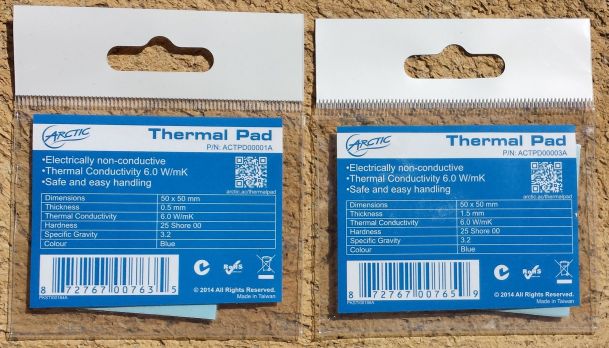 ARCTIC
Thermal Pad
P/N: ACTPD00001A
•Electrically non-conductive
•Thermal Conductivity 6.0 W/mK
•Safe and easy handling
arctic.ac/thermalpad
Dimensions 50 x 50 mm
Thickness 0.5 mm
Thermal Conductivity 6.0 W/mK
Hardness 25 Shore 00
Specific Gravity 3.2
Colour Blue
RoHS
8 72767 00763 5
© 2014 All Rights Reserved.
Made in Taiwan
ARCTIC
Thermal Pad
P/N: ACTPD00003A
•Electrically non-conductive
•Thermal Conductivity 6.0 W/mK
•Safe and easy handling
arctic.ac/thermalpad
Dimensions 50 x 50 mm
Thickness 1.5 mm
Thermal Conductivity 6.0 W/mK
Hardness 25 Shore 00
Specific Gravity 3.2
Colour Blue
RoHS
8 72767 00765 9
© 2014 All Rights Reserved.
Made in Taiwan